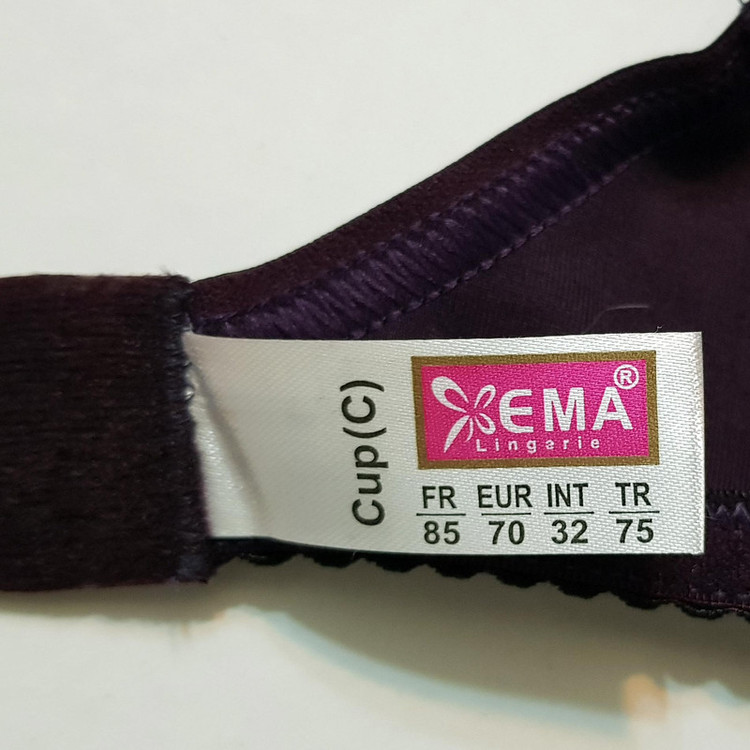 Cup(C)
EMA®
Lingerie
FR EUR INT TR
85 70 32 75